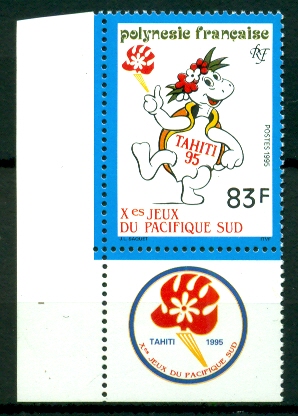 polynesie française
RF
TAHITI
95
POSTES 1995
83F
Xes JEUX
DU PACIFIQUE SUD
TAHITI 1995
Xes JEUX DU PACIFIQUE SUD